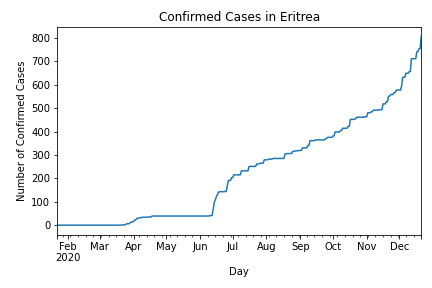 Confirmed Cases in Eritrea
Number of Confirmed Cases
800
700
600
500
400
300
200
100
0
Feb Mar Apr May Jun Jul Aug Sep Oct Nov Dec
2020
Day